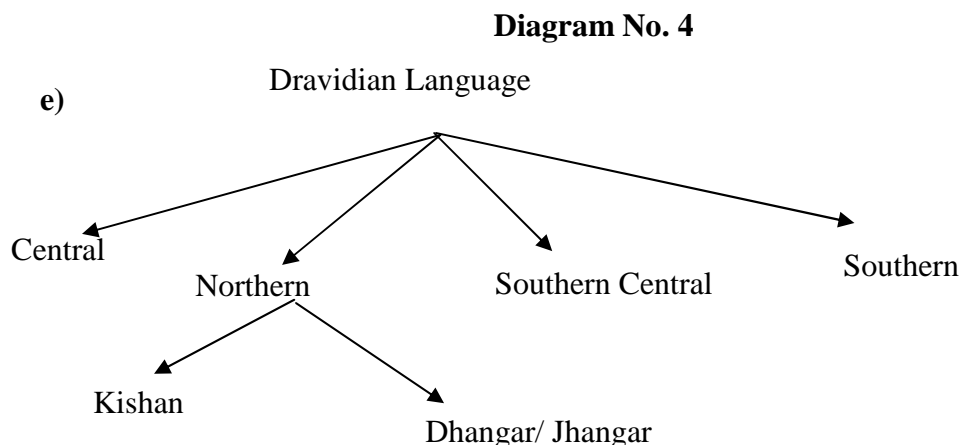 Diagram No. 4
Dravidian Language
e)
Central
Northern
Southern Central
Southern
Kishan
Dhangar/ Jhangar